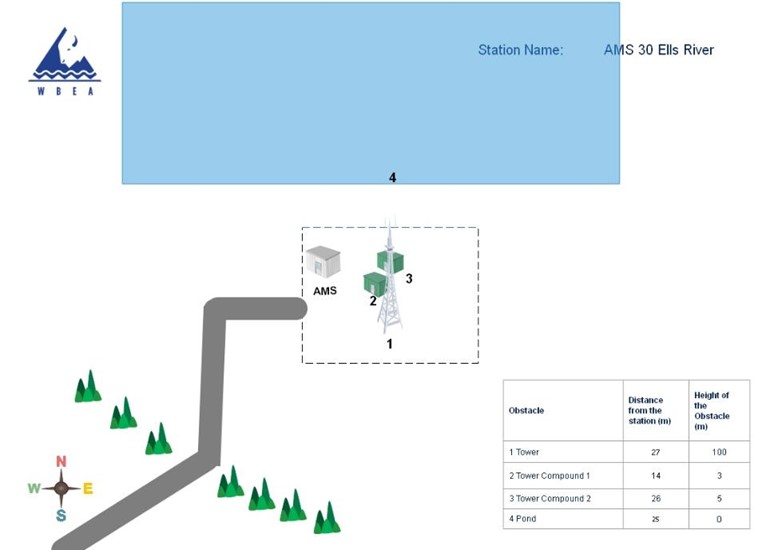 Station Name: AMS 30 Ells River
WBEA
4
AMS
3
2
1
N
W E
S
Obstacle Distance from the station (m) Height of the Obstacle (m)
1 Tower 27 100
2 Tower Compound 1 14 3
3 Tower Compound 2 26 5
4 Pond 25 0